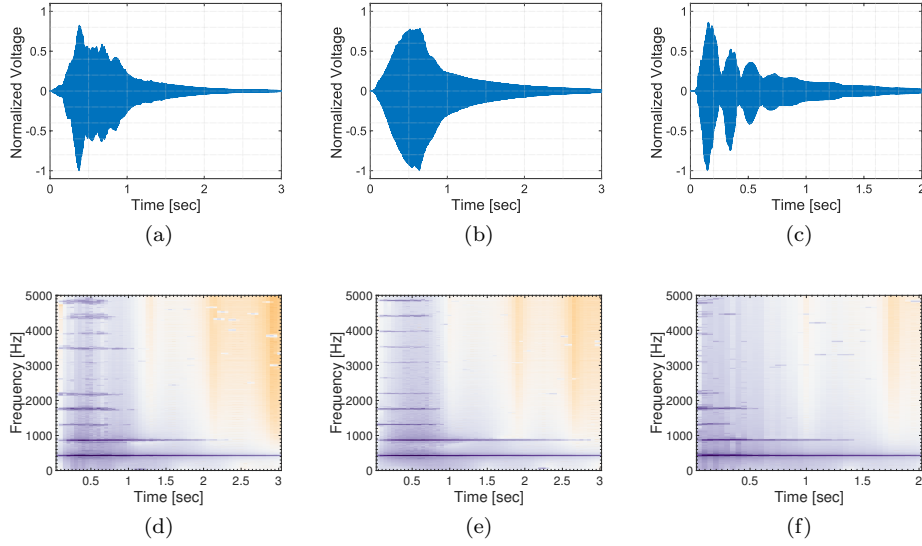 1
0.5
0
-0.5
-1
Normalized Voltage
0 1 2 3
Time [sec]
(a)
1
0.5
0
-0.5
-1
Normalized Voltage
0 1 2 3
Time [sec]
(b)
1
0.5
0
-0.5
-1
Normalized Voltage
0 0.5 1 1.5 2
Time [sec]
(c)
5000
4000
3000
2000
1000
0
Frequency [Hz]
0.5 1 1.5 2 2.5 3
Time [sec]
(d)
5000
4000
3000
2000
1000
0
Frequency [Hz]
0.5 1 1.5 2 2.5 3
Time [sec]
(e)
5000
4000
3000
2000
1000
0
Frequency [Hz]
0.5 1 1.5 2
Time [sec]
(f)